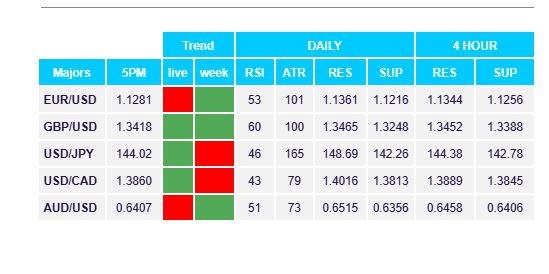 Trend DAILY 4 HOUR
Majors 5PM live week RSI ATR RES SUP RES SUP
EUR/USD 1.1281 53 101 1.1361 1.1216 1.1344 1.1256
GBP/USD 1.3418 60 100 1.3465 1.3248 1.3452 1.3388
USD/JPY 144.02 46 165 148.69 142.26 144.38 142.78
USD/CAD 1.3860 43 79 1.4016 1.3813 1.3889 1.3845
AUD/USD 0.6407 51 73 0.6515 0.6356 0.6458 0.6406